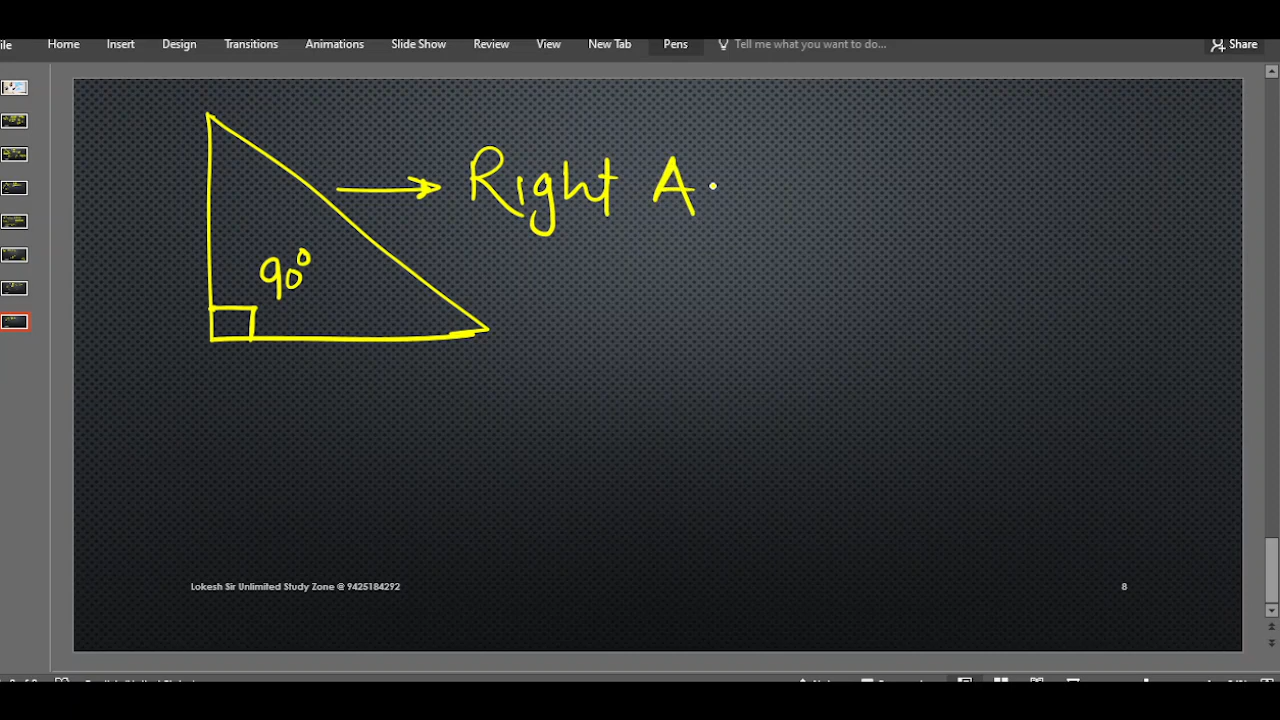 Home Insert Design Transitions Animations Slide Show Review View New Tab Pens Tell me what you want to do... Share
Right A
90°
Lokesh Sir Unlimited Study Zone @ 9425184292
8